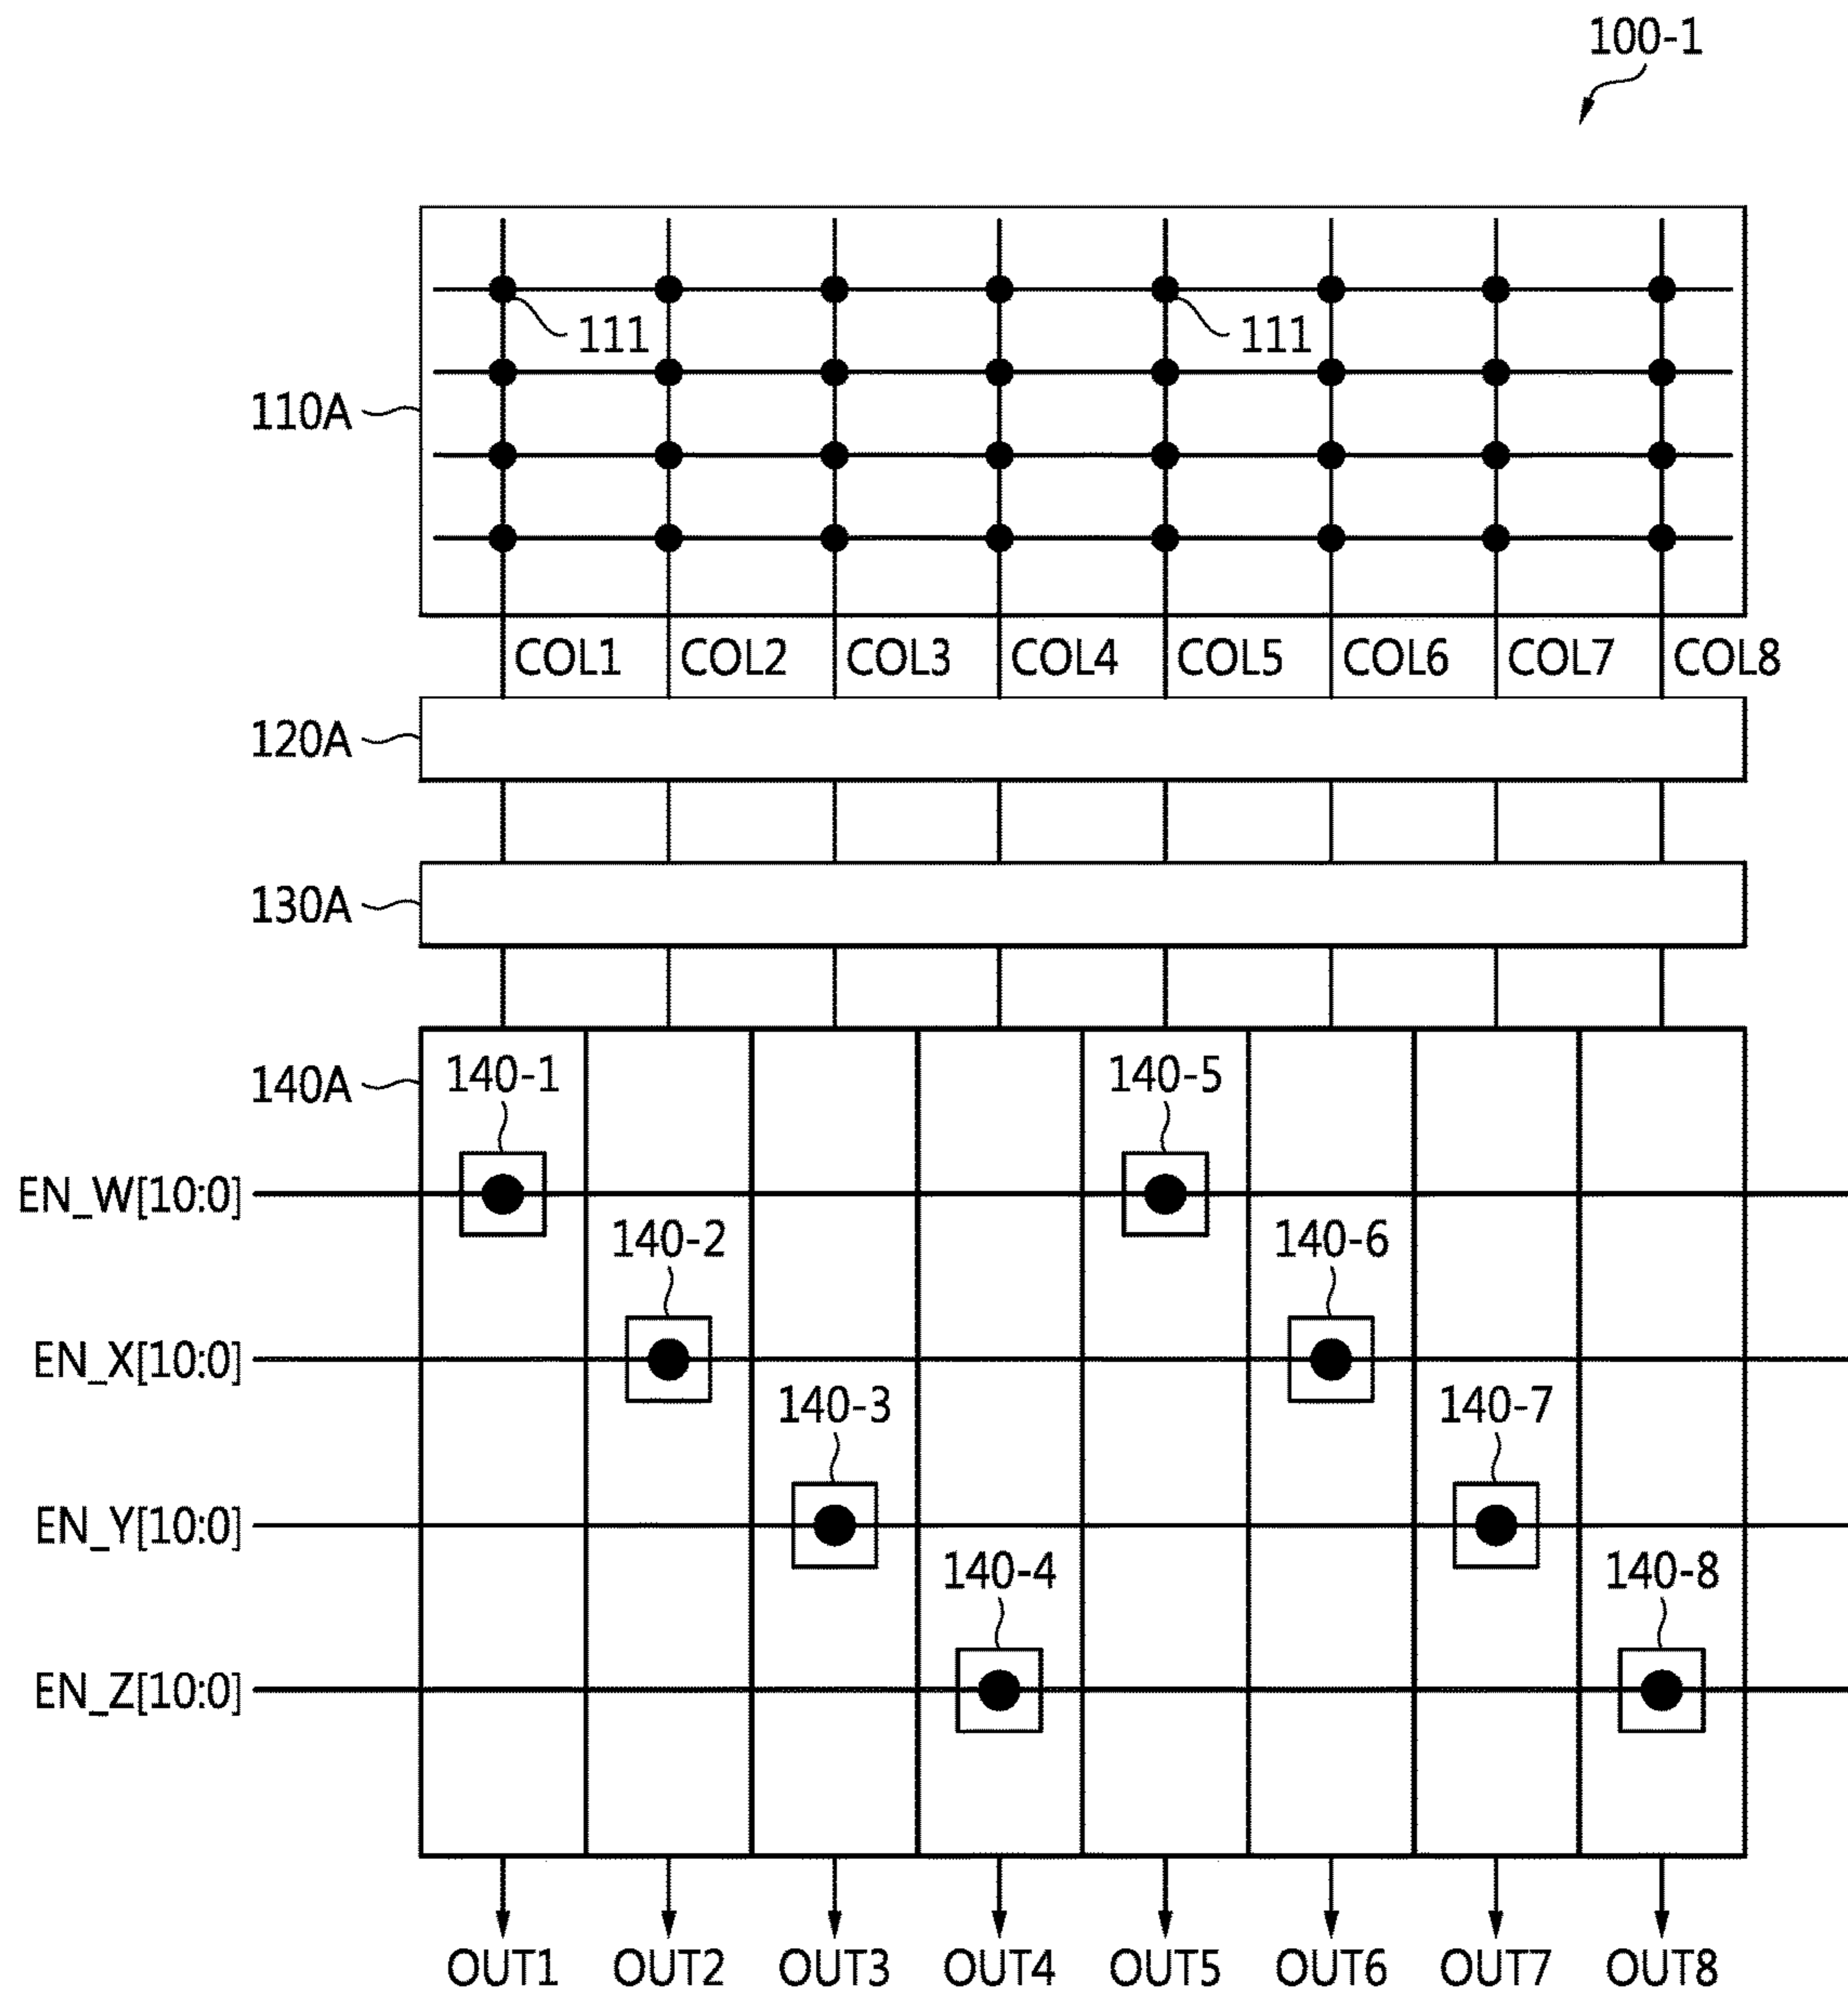 100-1
111 111
110A
COL1 COL2 COL3 COL4 COL5 COL6 COL7 COL8
120A
130A
140A 140-1 140-5
EN_W[10:0]
140-2 140-6
EN_X[10:0]
140-3 140-7
EN_Y[10:0]
140-4 140-8
EN_Z[10:0]
OUT1 OUT2 OUT3 OUT4 OUT5 OUT6 OUT7 OUT8